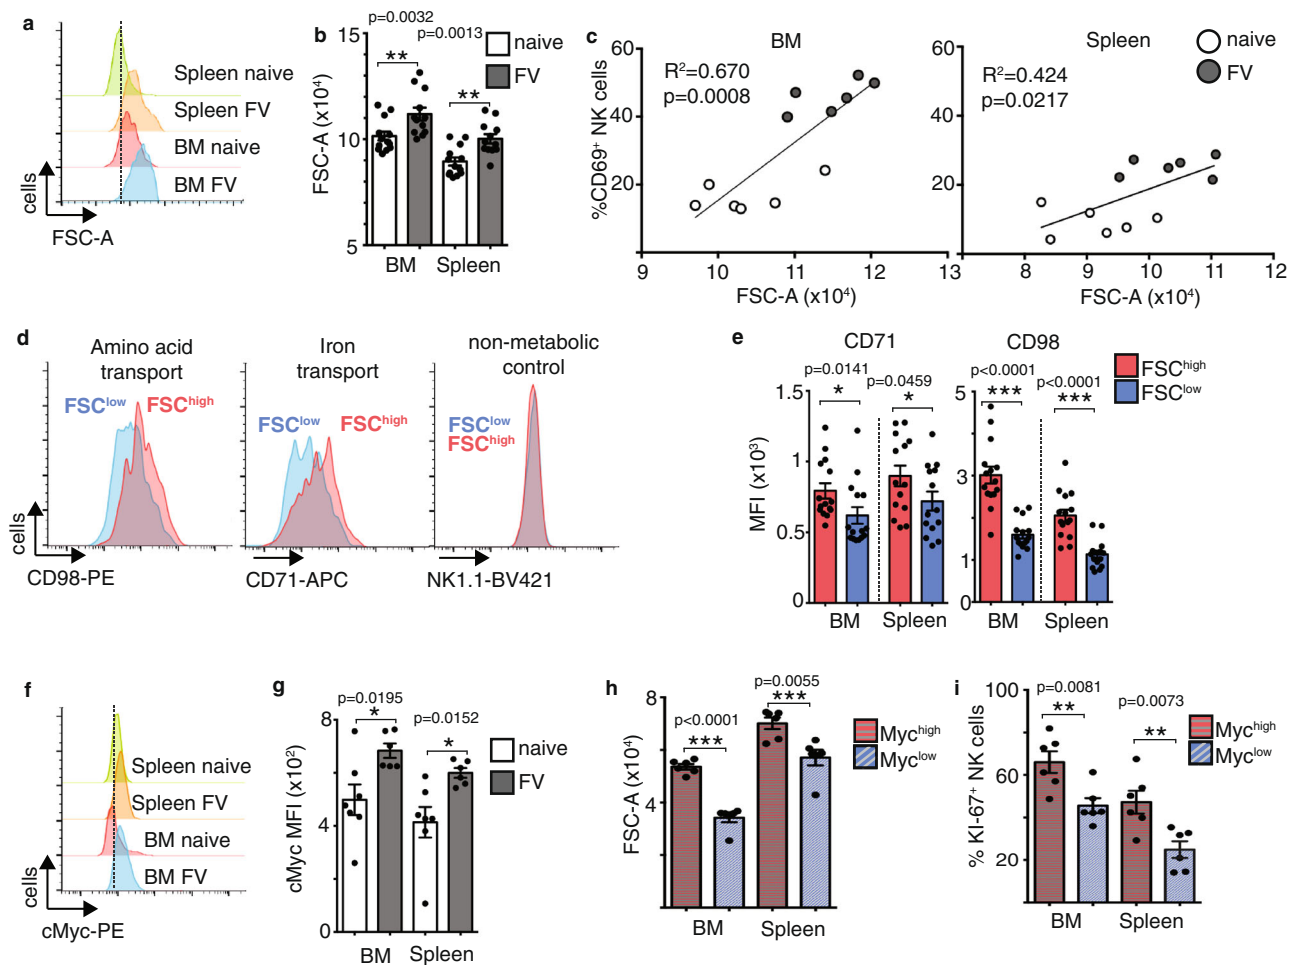 a
Spleen naive
Spleen FV
BM naive
BM FV
cells
FSC-A
b
p=0.0032
p=0.0013
naive
FV
**
**
15
10
5
FSC-A (x10⁴)
BM
Spleen
c
BM
Spleen
naive
FV
R²=0.670
p=0.0008
R²=0.424
p=0.0217
%CD69⁺ NK cells
60
40
20
9
10
11
12
13
FSC-A (x10⁴)
60
40
20
8
9
10
11
12
FSC-A (x10⁴)
d
Amino acid
transport
Iron
transport
non-metabolic
control
FSClow
FSChigh
FSClow
FSChigh
FSClow
FSChigh
cells
CD98-PE
CD71-APC
NK1.1-BV421
e
CD71
CD98
FSChigh
FSClow
p=0.0141
p=0.0459
*
*
p<0.0001
p<0.0001
***
***
MFI (x10³)
1.5
1
0.5
0
BM
Spleen
5
3
1
0
BM
Spleen
f
Spleen naive
Spleen FV
BM naive
BM FV
cells
cMyc-PE
g
p=0.0195
p=0.0152
*
*
naive
FV
cMyc MFI (x10²)
8
4
0
BM
Spleen
h
p<0.0001
p=0.0055
***
***
Mychigh
Myclow
FSC-A (x10⁴)
8
4
BM
Spleen
i
p=0.0081
p=0.0073
**
**
Mychigh
Myclow
% KI-67⁺ NK cells
100
60
20
BM
Spleen